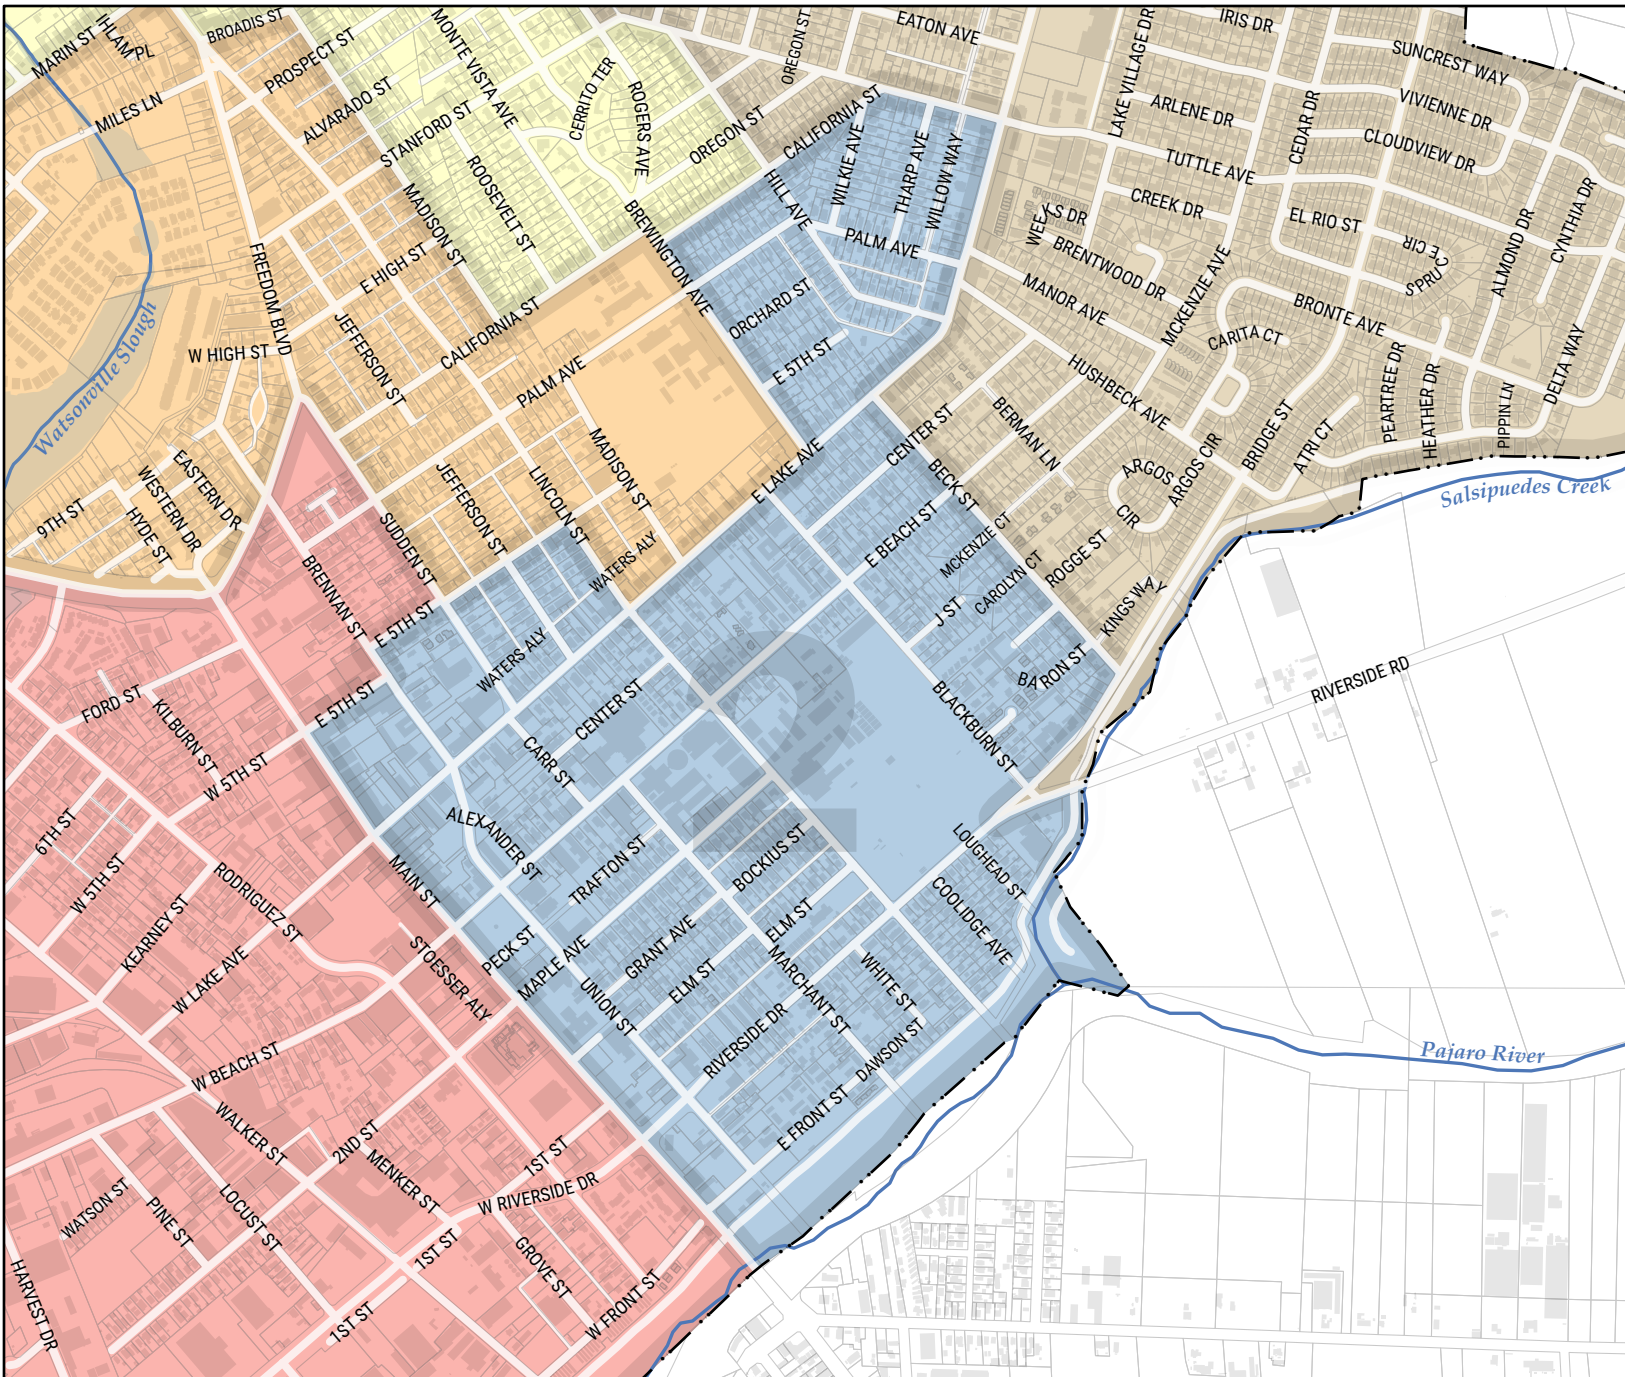 MARIN ST
HLAM PL
BROADIS ST
PROSPECT ST
MONTE VISTA AVE
MILES LN
ALVARADO ST
STANFORD ST
CERRITO TER
ROGERS AVE
OREGON ST
OREGON ST
EATON AVE
LAKE VILLAGE DR
IRIS DR
SUNCREST WAY
VIVIENNE DR
ARLENE DR
CEDAR DR
CLOUDVIEW DR
TUTTLE AVE
CREEK DR
EL RIO ST
E CIR
SPRUC
ALMOND DR
CYNTHIA DR
CALIFORNIA ST
WILKIE AVE
THARP AVE
WILLOW WAY
HILL AVE
PALM AVE
WEE
KS DR
BRENTWOOD DR
MANOR AVE
MCKENZIE AVE
BRONTE AVE
CARITA CT
ROOSEVELT ST
MADISON ST
BREWINGTON AVE
FREEDOM BLVD
E HIGH ST
JEFFERSON ST
CALIFORNIA ST
W HIGH ST
Watsonville Slough
PALM AVE
ORCHARD ST
E 5TH ST
HUSHBECK AVE
PEARTREE DR
HEATHER DR
PIPPIN LN
DELTA WAY
BRIDGE ST
ATRI CT
CENTER ST
BERMAN LN
BECK ST
ARGOS
CIR
ARGOS CIR
Salsipuedes Creek
E LAKE AVE
MADISON ST
LINCOLN ST
JEFFERSON ST
SUDDEN ST
WATERS ALY
EASTERN DR
WESTERN DR
HYDE ST
9TH ST
E BEACH ST
MCKENZIE CT
CAROLYN CT
ROGGE ST
J ST
KINGS WAY
BARON ST
BRENNAN ST
E 5TH ST
E 5TH ST
WATERS ALY
CENTER ST
2
BLACKBURN ST
RIVERSIDE RD
FORD ST
KILBURN ST
W 5TH ST
CARR ST
ALEXANDER ST
TRAFTON ST
BOCKIUS ST
LOUGHEAD ST
COOLIDGE AVE
6TH ST
W 5TH ST
KEARNEY ST
RODRIGUEZ ST
W LAKE AVE
MAIN ST
STOESSER ALY
PECK ST
MAPLE AVE
GRANT AVE
ELM ST
ELM ST
UNION ST
MARCHANT ST
WHITE ST
RIVERSIDE DR
DAWSON ST
E FRONT ST
Pajaro River
W BEACH ST
WALKER ST
2ND ST
MENKER ST
1ST ST
W RIVERSIDE DR
WATSON ST
PINE ST
LOCUST ST
1ST ST
GROVE ST
W FRONT ST
1ST ST
HARVEST DR